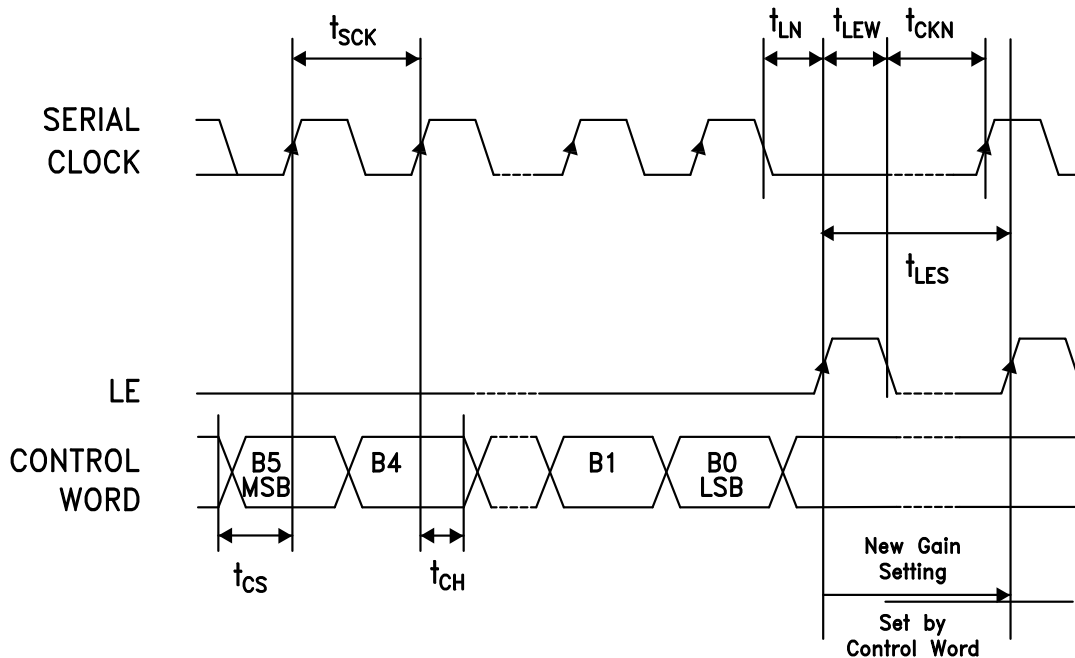 tSCK
tLN tLEW tCKN
SERIAL
CLOCK
tLES
LE
CONTROL
WORD
B5
MSB
B4
B1
B0
LSB
tCS
tCH
New Gain
Setting
Set by
Control Word